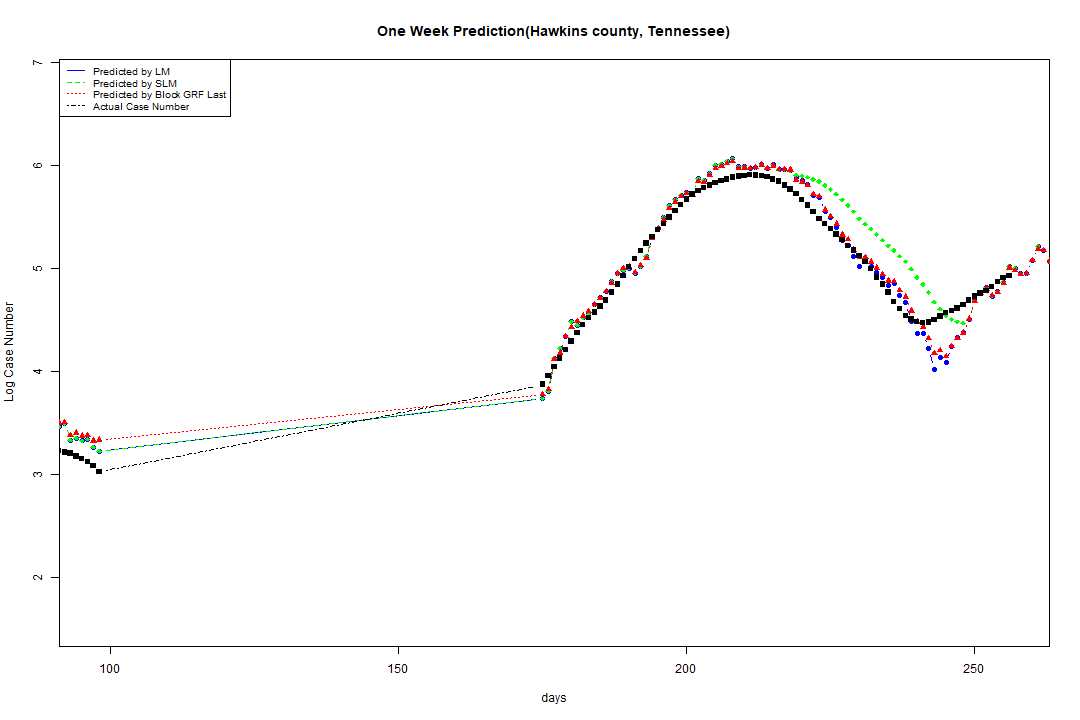 One Week Prediction(Hawkins county, Tennessee)
Predicted by LM
Predicted by SLM
Predicted by Block GRF Last
Actual Case Number
Log Case Number
7
6
5
4
3
2
100
150
200
250
days